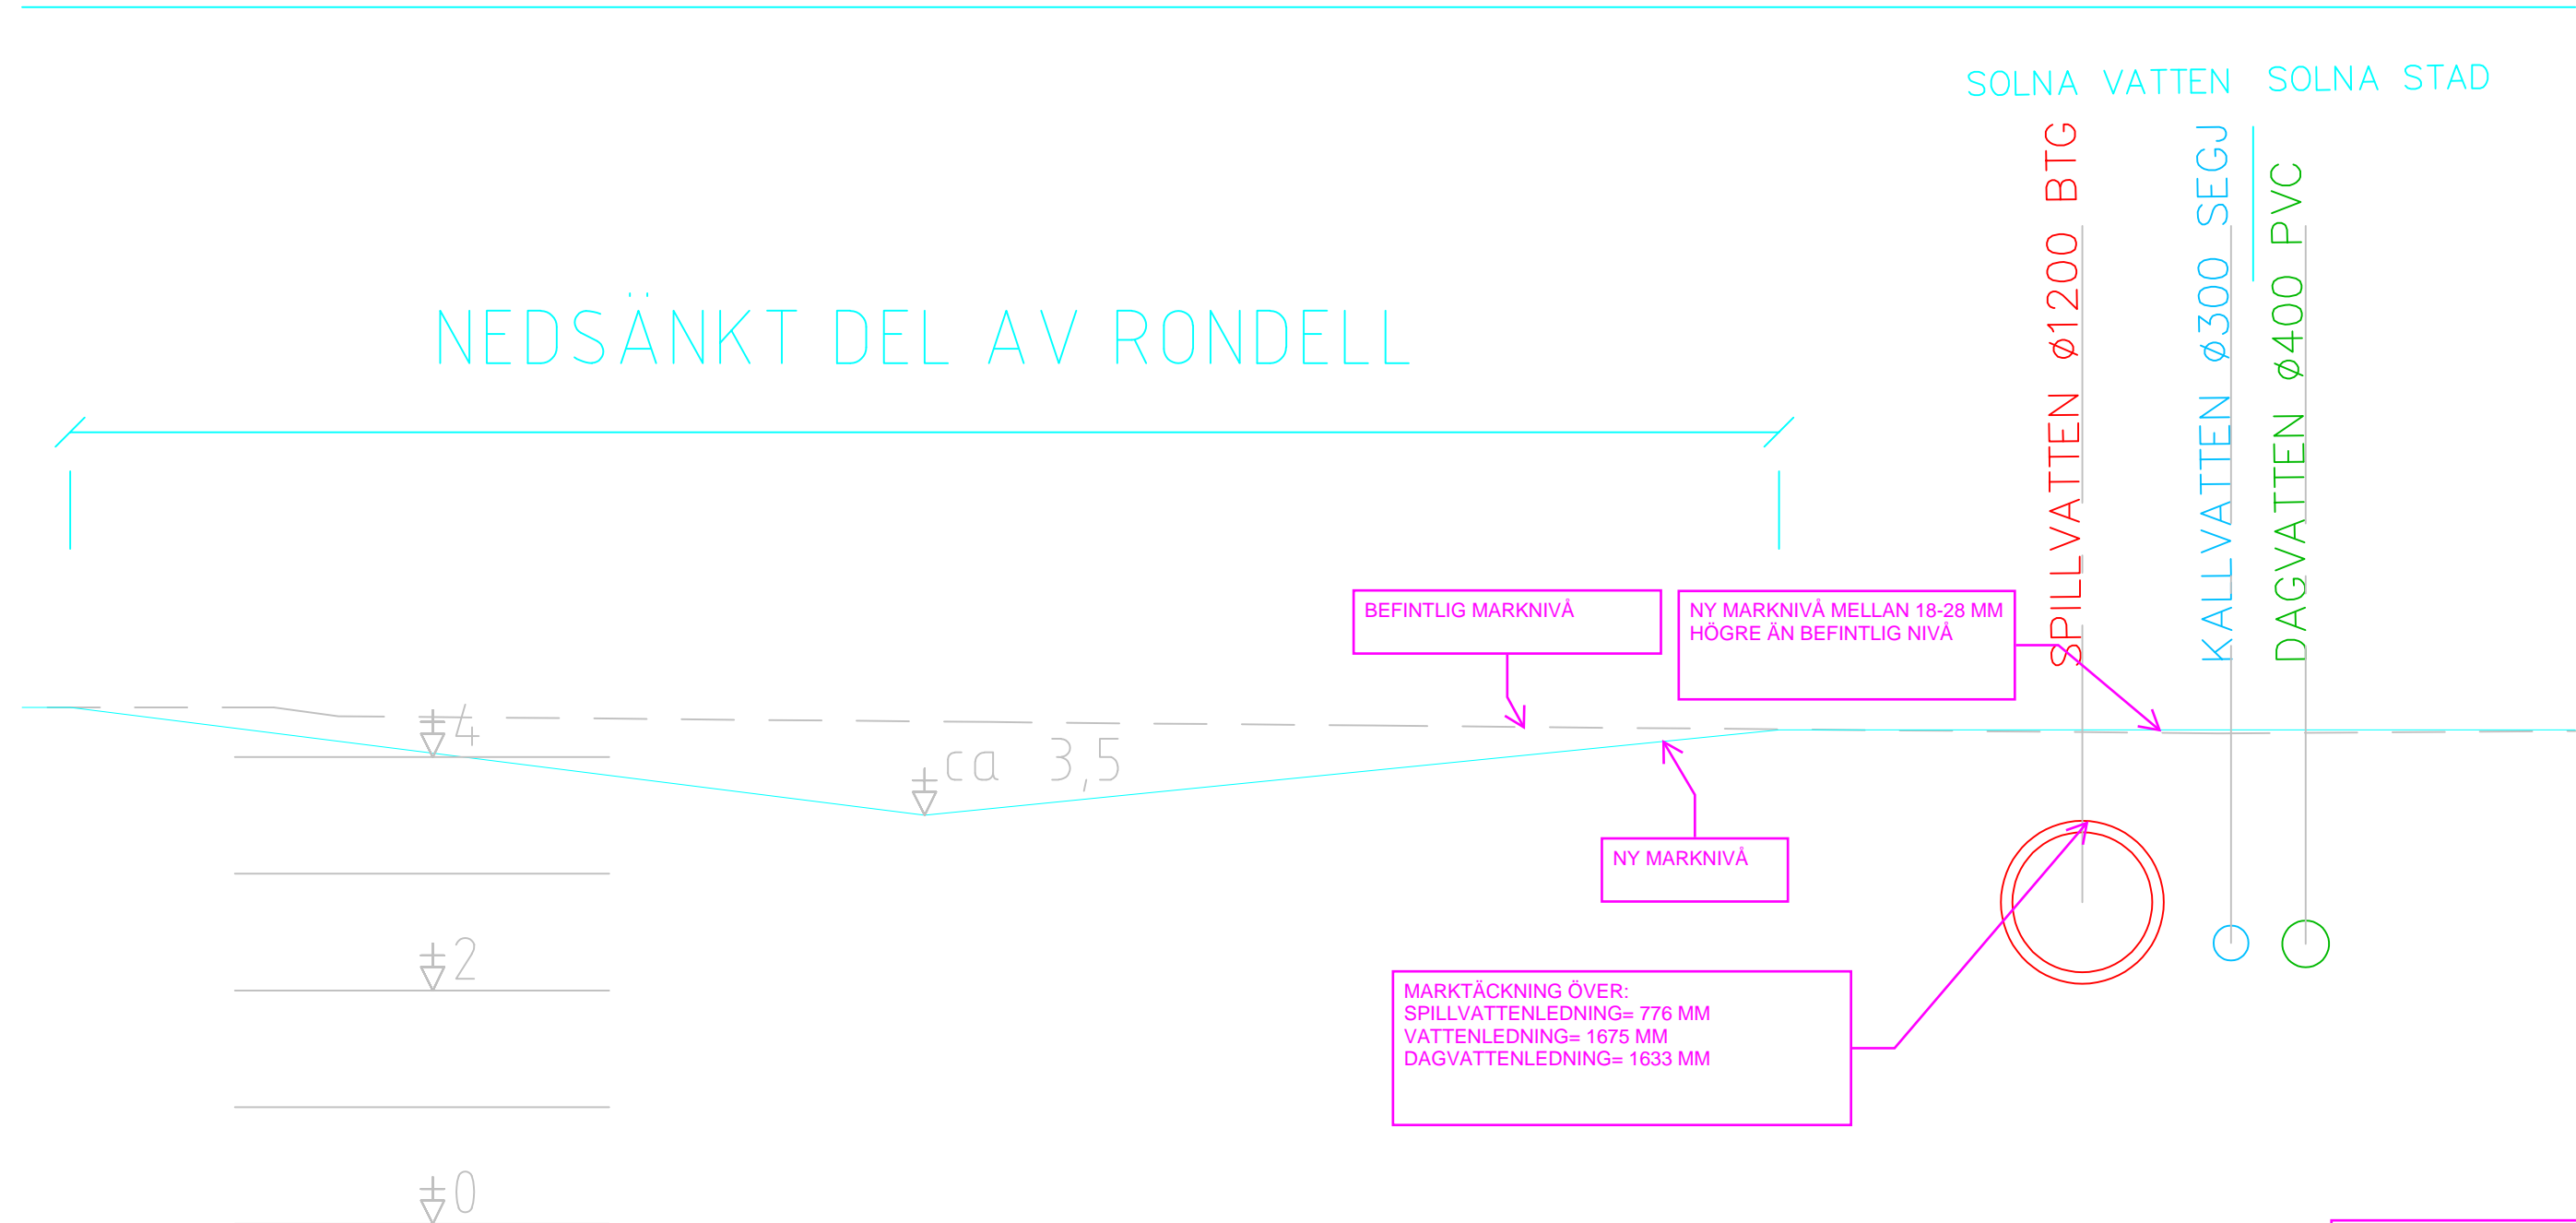 SOLNA VATTEN SOLNA STAD
SPILLVATTEN ø1200 BTG
KALLVATTEN ø300 SEGJ
DAGVATTEN ø400 PVC
NEDSÄNKT DEL AV RONDELL
BEFINTLIG MARKNIVÅ
NY MARKNIVÅ MELLAN 18-28 MM
HÖGRE ÄN BEFINTLIG NIVÅ
+4
+ca 3,5
NY MARKNIVÅ
+2
MARKTÄCKNING ÖVER:
SPILLVATTENLEDNING= 776 MM
VATTENLEDNING= 1675 MM
DAGVATTENLEDNING= 1633 MM
±0